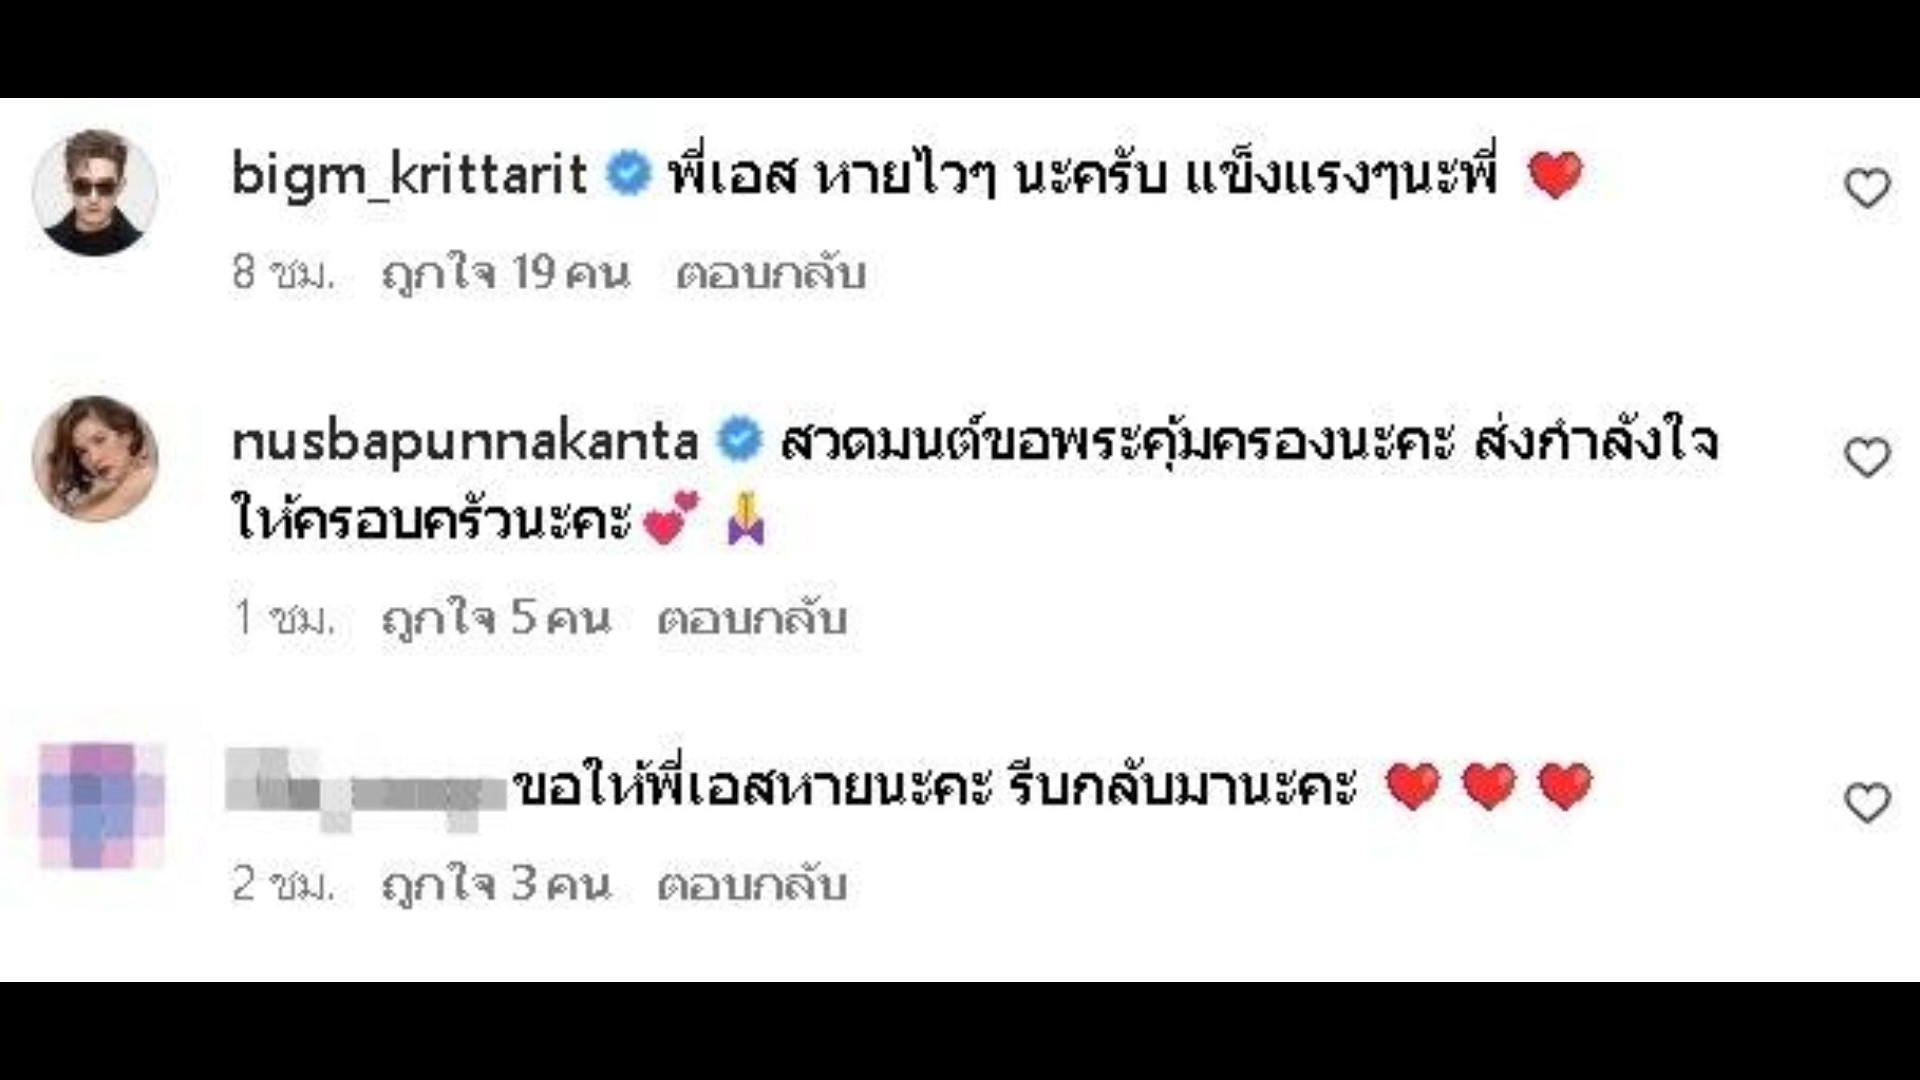 bigm_krittarit พี่เอส หายไวๆ นะครับ แข็งแรงๆนะพี่ ❤️
8 ชม. ถูกใจ 19 คน ตอบกลับ
nusbapunnakanta สวดมนต์ขอพระคุ้มครองนะคะ ส่งกำลังใจ
ให้ครอบครัวนะคะ💕 🙏
1 ชม. ถูกใจ 5 คน ตอบกลับ
ขอให้พี่เอสหายนะคะ รีบกลับมานะคะ ❤️ ❤️ ❤️
2 ชม. ถูกใจ 3 คน ตอบกลับ